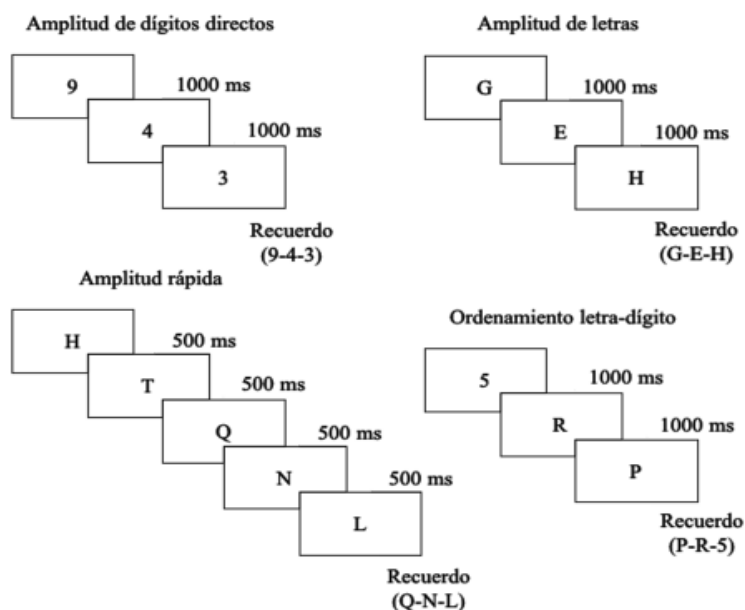 Amplitud de dígitos directos
9
1000 ms
4
1000 ms
3
Recuerdo
(9-4-3)
Amplitud de letras
G
1000 ms
E
1000 ms
H
Recuerdo
(G-E-H)
Amplitud rápida
H
500 ms
T
500 ms
Q
500 ms
N
500 ms
L
Recuerdo
(Q-N-L)
Ordenamiento letra-dígito
5
1000 ms
R
1000 ms
P
Recuerdo
(P-R-5)